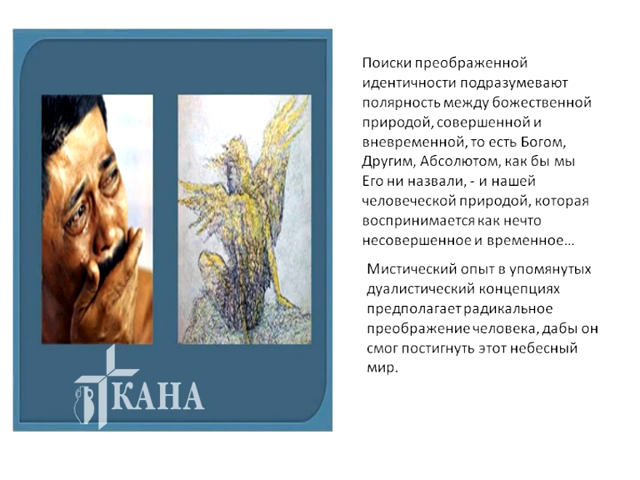 Поиски преображенной
идентичности подразумевают
полярность между божественной
природой, совершенной и
вневременной, то есть Богом,
Другим, Абсолютом, как бы мы
Его ни назвали, - и нашей
человеческой природой, которая
воспринимается как нечто
несовершенное и временное...
Мистический опыт в упомянутых
дуалистический концепциях
предполагает радикальное
преображение человека, дабы он
смог постигнуть этот небесный
мир.
КАНА